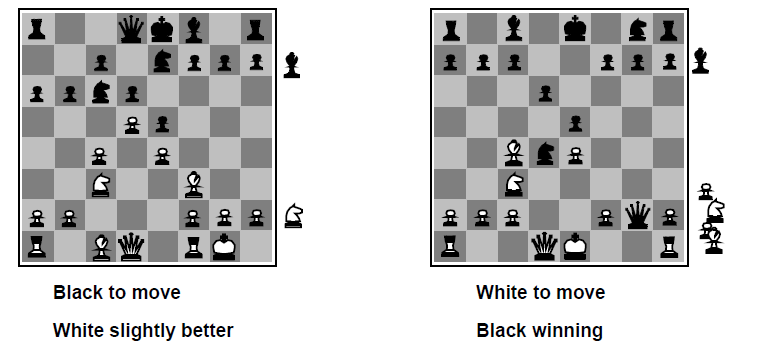 Black to move
White slightly better
White to move
Black winning